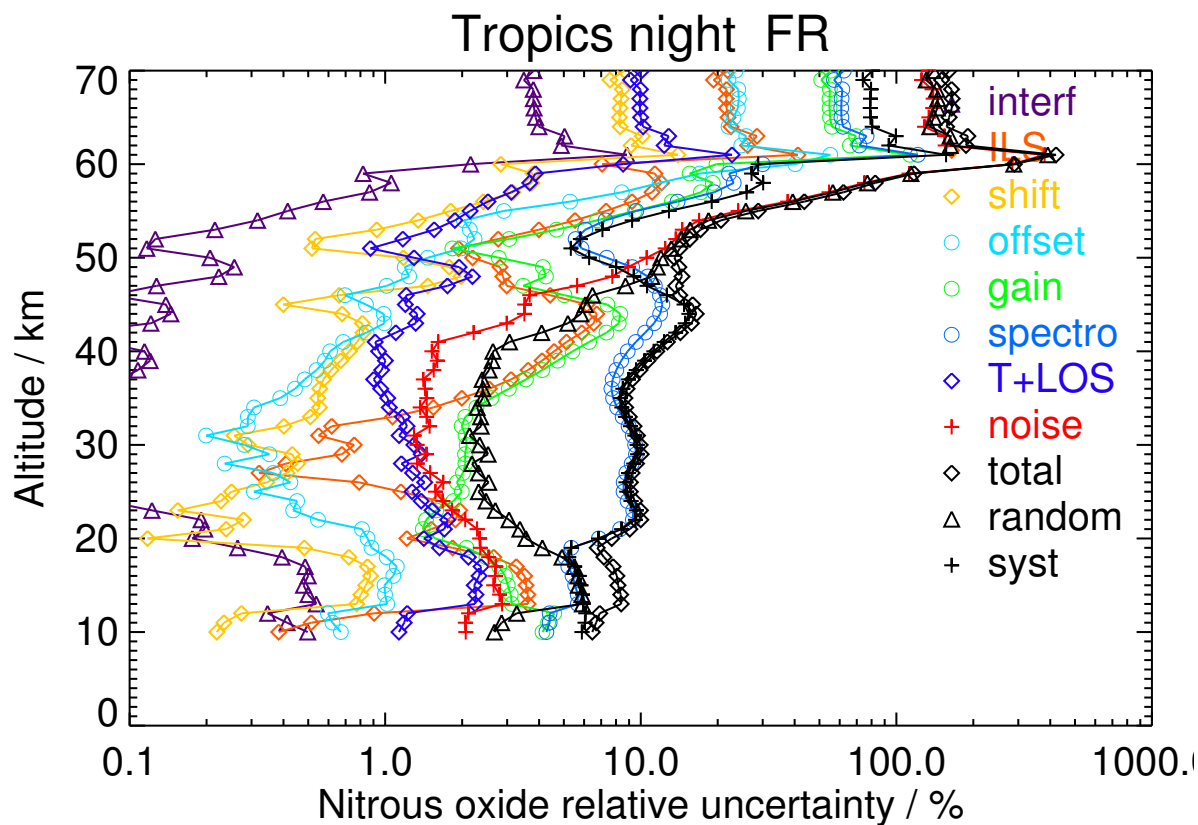 Tropics night FR
70
60
50
40
30
20
10
0
Altitude / km
interf
ILS
shift
offset
gain
spectro
T+LOS
noise
total
random
syst
0.1 1.0 10.0 100.0 1000.0
Nitrous oxide relative uncertainty / %